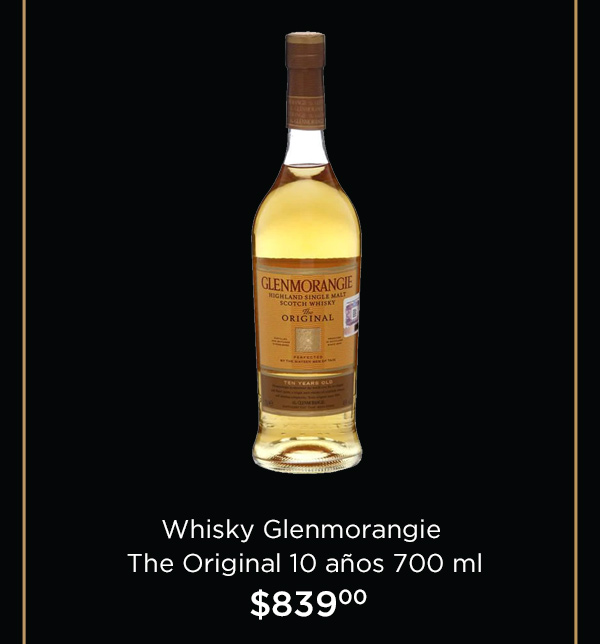 GLENMORANGIE
HIGHLAND SINGLE MALT
SCOTCH WHISKY
The
ORIGINAL
PERFECTED
TEN YEARS OLD
Whisky Glenmorangie
The Original 10 años 700 ml
$839⁰⁰